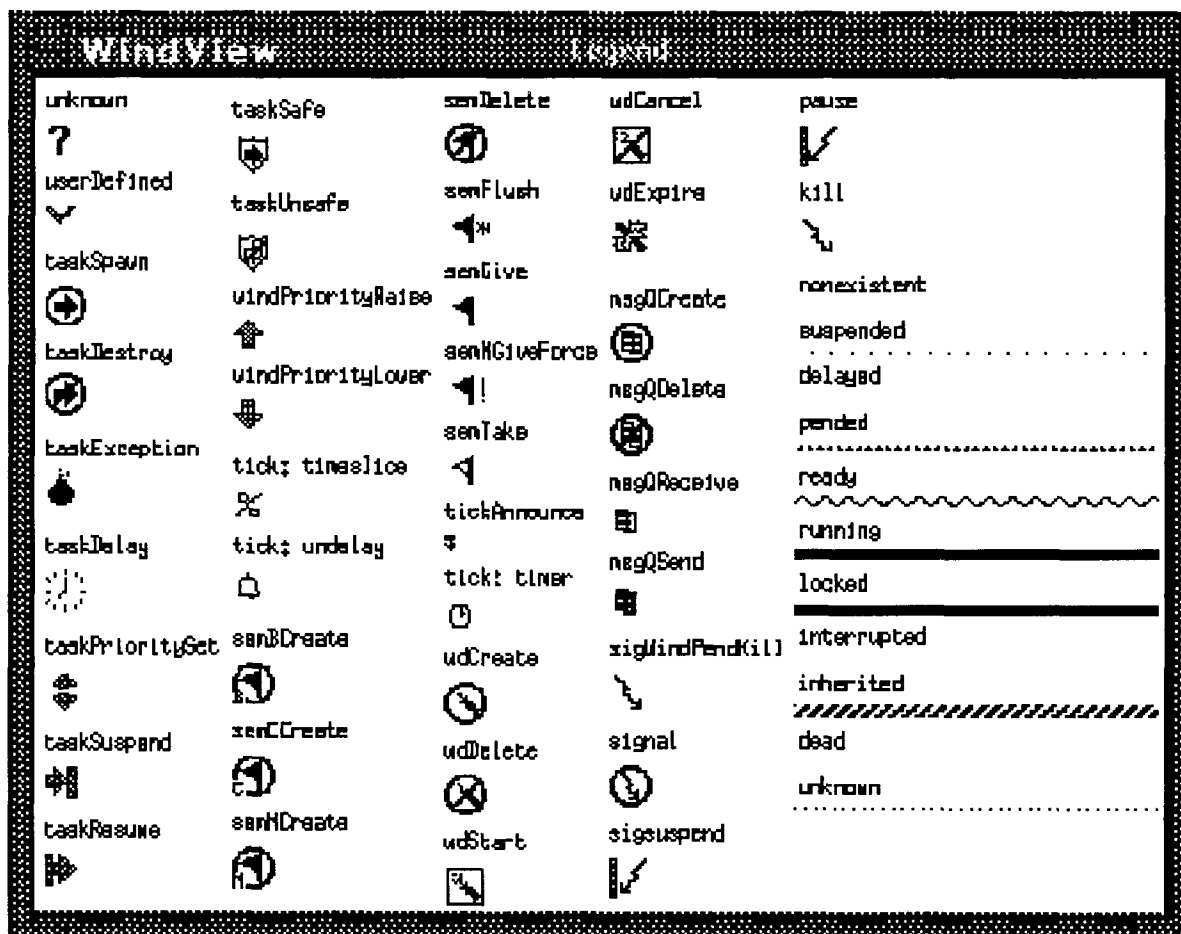 WindView
Legend
unknown
?
userDefined
taskSpawn
taskDestroy
taskException
taskDelay
taskPrioritySet
taskSuspend
taskResume
taskSafe
taskUnsafe
windPriorityRaise
windPriorityLower
tick: timeslice
tick: undelay
semBCreate
B
semCCreate
C
semMCreate
M
semDelete
semFlush
*
semGive
semMGiveForce
!
semTake
tickAnnounce
tick: timer
wdCreate
wdDelete
wdStart
wdCancel
wdExpire
msgQCreate
msgQDelete
msgQReceive
msgQSend
sigWindPendKill
signal
sigsuspend
pause
kill
nonexistent
suspended
delayed
pended
ready
running
locked
interrupted
inherited
dead
unknown